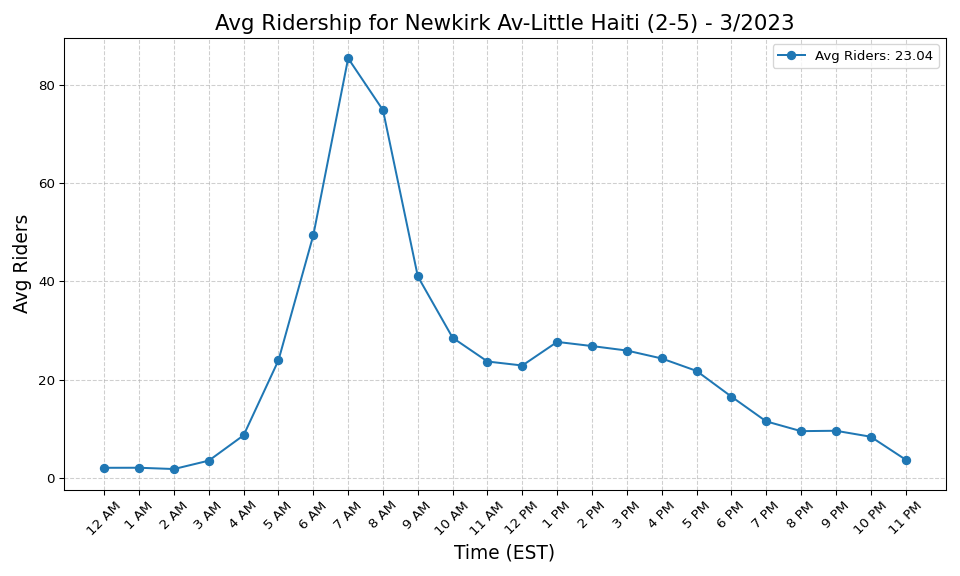 Avg Ridership for Newkirk Av-Little Haiti (2-5) - 3/2023
Avg Riders: 23.04
Avg Riders
80
60
40
20
0
12 AM
1 AM
2 AM
3 AM
4 AM
5 AM
6 AM
7 AM
8 AM
9 AM
10 AM
11 AM
12 PM
1 PM
2 PM
3 PM
4 PM
5 PM
6 PM
7 PM
8 PM
9 PM
10 PM
11 PM
Time (EST)